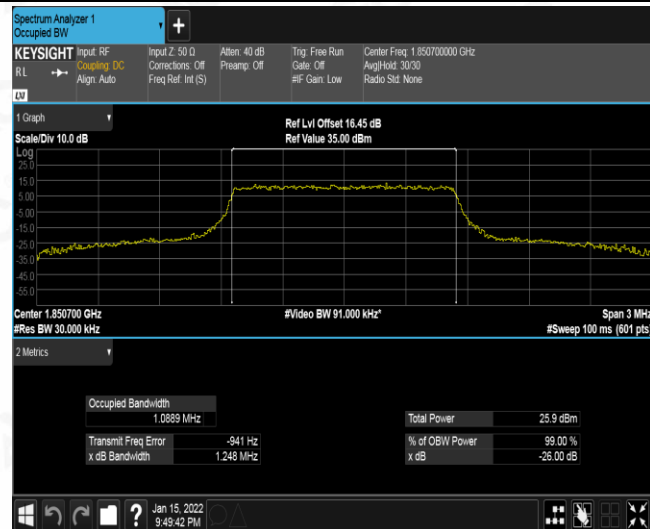 Spectrum Analyzer 1
Occupied BW
+
KEYSIGHT
R L
LXI
Input: RF
Coupling: DC
Align: Auto
Input Z: 50 Ω
Corrections: Off
Freq Ref: Int (S)
Atten: 40 dB
Preamp: Off
Trig: Free Run
Gate: Off
#IF Gain: Low
Center Freq: 1.850700000 GHz
Avg|Hold: 30/30
Radio Std: None
1 Graph
Scale/Div 10.0 dB
Ref Lvl Offset 16.45 dB
Ref Value 35.00 dBm
Log
25.0
15.0
5.00
-5.00
-15.0
-25.0
-35.0
-45.0
-55.0
Center 1.850700 GHz
#Res BW 30.000 kHz
#Video BW 91.000 kHz*
Span 3 MHz
#Sweep 100 ms (601 pts)
2 Metrics
Occupied Bandwidth
1.0889 MHz
Transmit Freq Error -941 Hz
x dB Bandwidth 1.248 MHz
Total Power 25.9 dBm
% of OBW Power 99.00 %
x dB -26.00 dB
?
Jan 15, 2022
9:49:42 PM